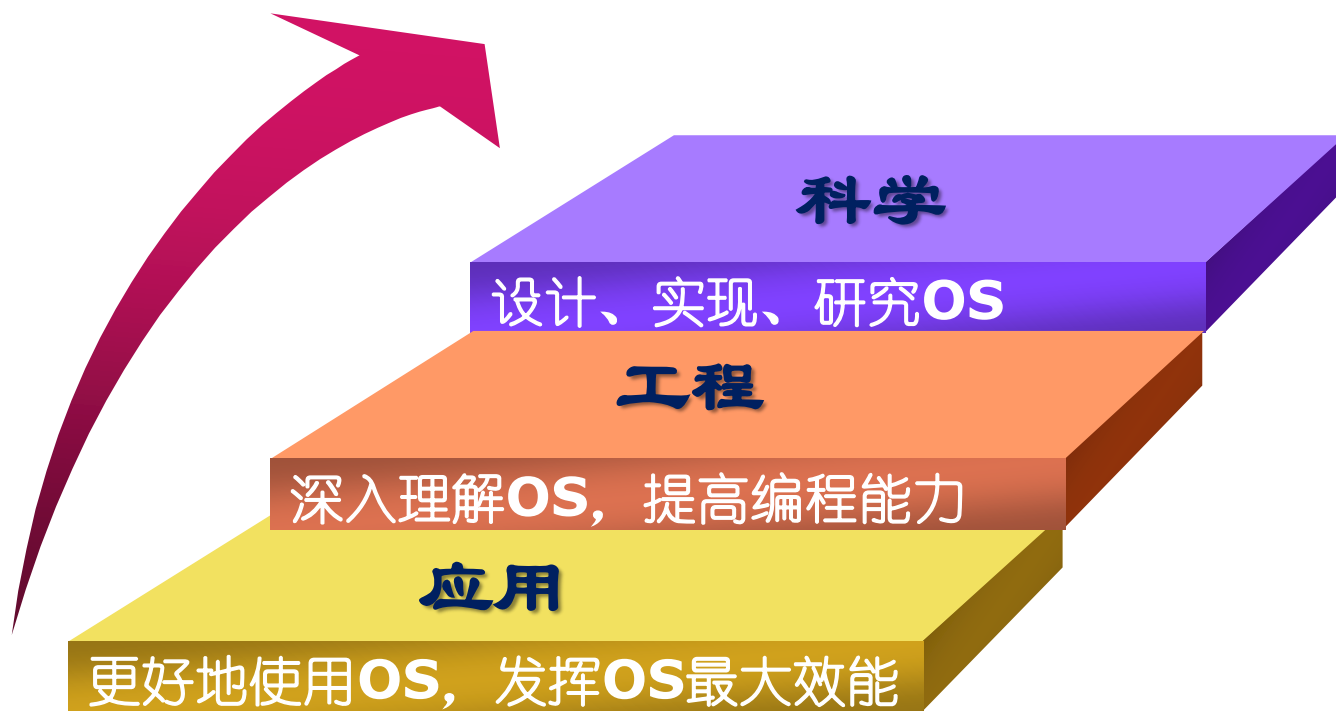 科学
设计、实现、研究OS
工程
深入理解OS，提高编程能力
应用
更好地使用OS，发挥OS最大效能